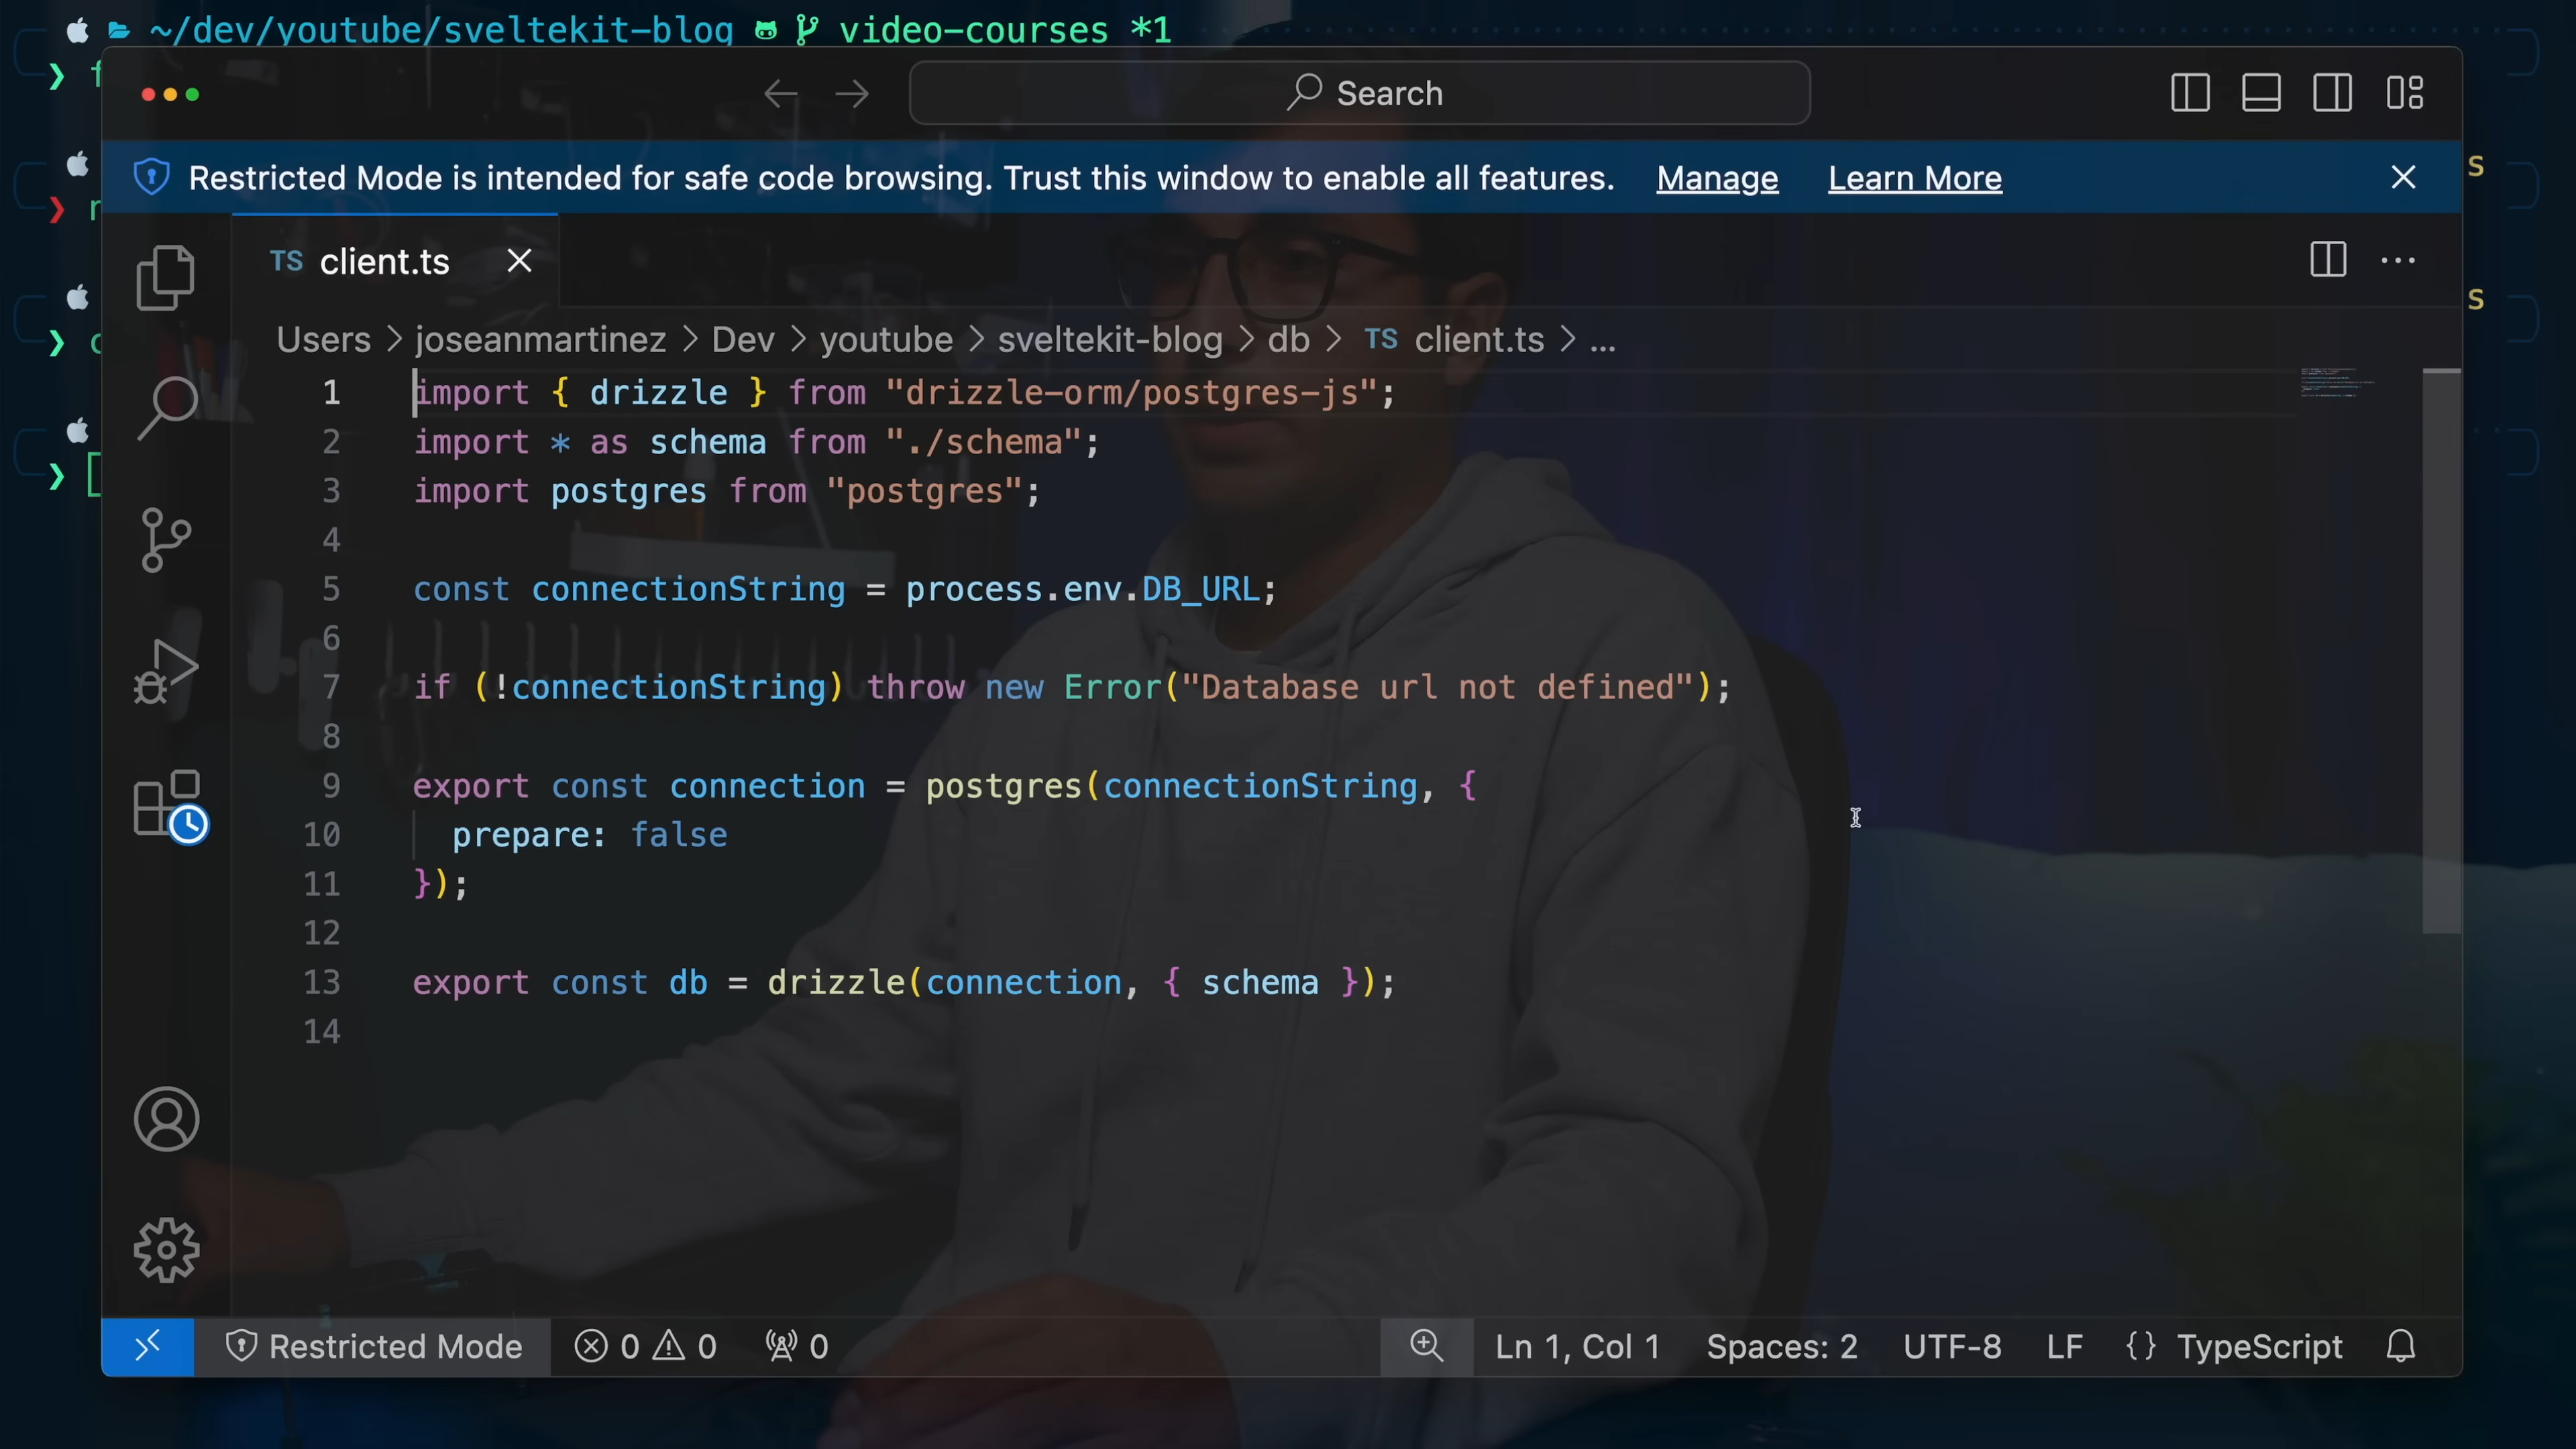 ~/dev/youtube/sveltekit-blog video-courses *1
Search
Restricted Mode is intended for safe code browsing. Trust this window to enable all features. Manage Learn More
S
TS client.ts
S
Users > joseanmartinez > Dev > youtube > sveltekit-blog > db > TS client.ts > ...
1 import { drizzle } from "drizzle-orm/postgres-js";
2 import * as schema from "./schema";
3 import postgres from "postgres";
4
5 const connectionString = process.env.DB_URL;
6
7 if (!connectionString) throw new Error("Database url not defined");
8
9 export const connection = postgres(connectionString, {
10 prepare: false
11 });
12
13 export const db = drizzle(connection, { schema });
14
Restricted Mode 0 0 0 Ln 1, Col 1 Spaces: 2 UTF-8 LF {} TypeScript